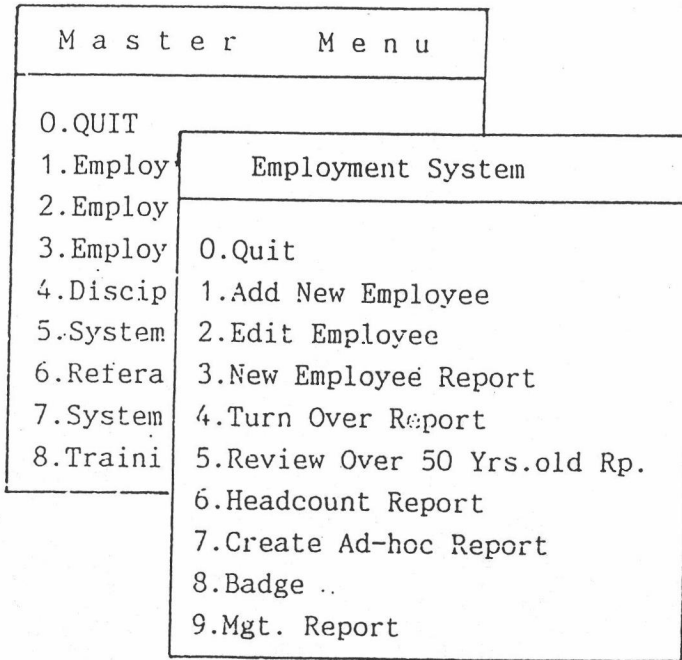 Master Menu
0.QUIT
1.Employ
2.Employ
3.Employ
4.Discip
5.System
6.Refera
7.System
8.Traini
Employment System
0.Quit
1.Add New Employee
2.Edit Employee
3.New Employee Report
4.Turn Over Report
5.Review Over 50 Yrs.old Rp.
6.Headcount Report
7.Create Ad-hoc Report
8.Badge ..
9.Mgt. Report